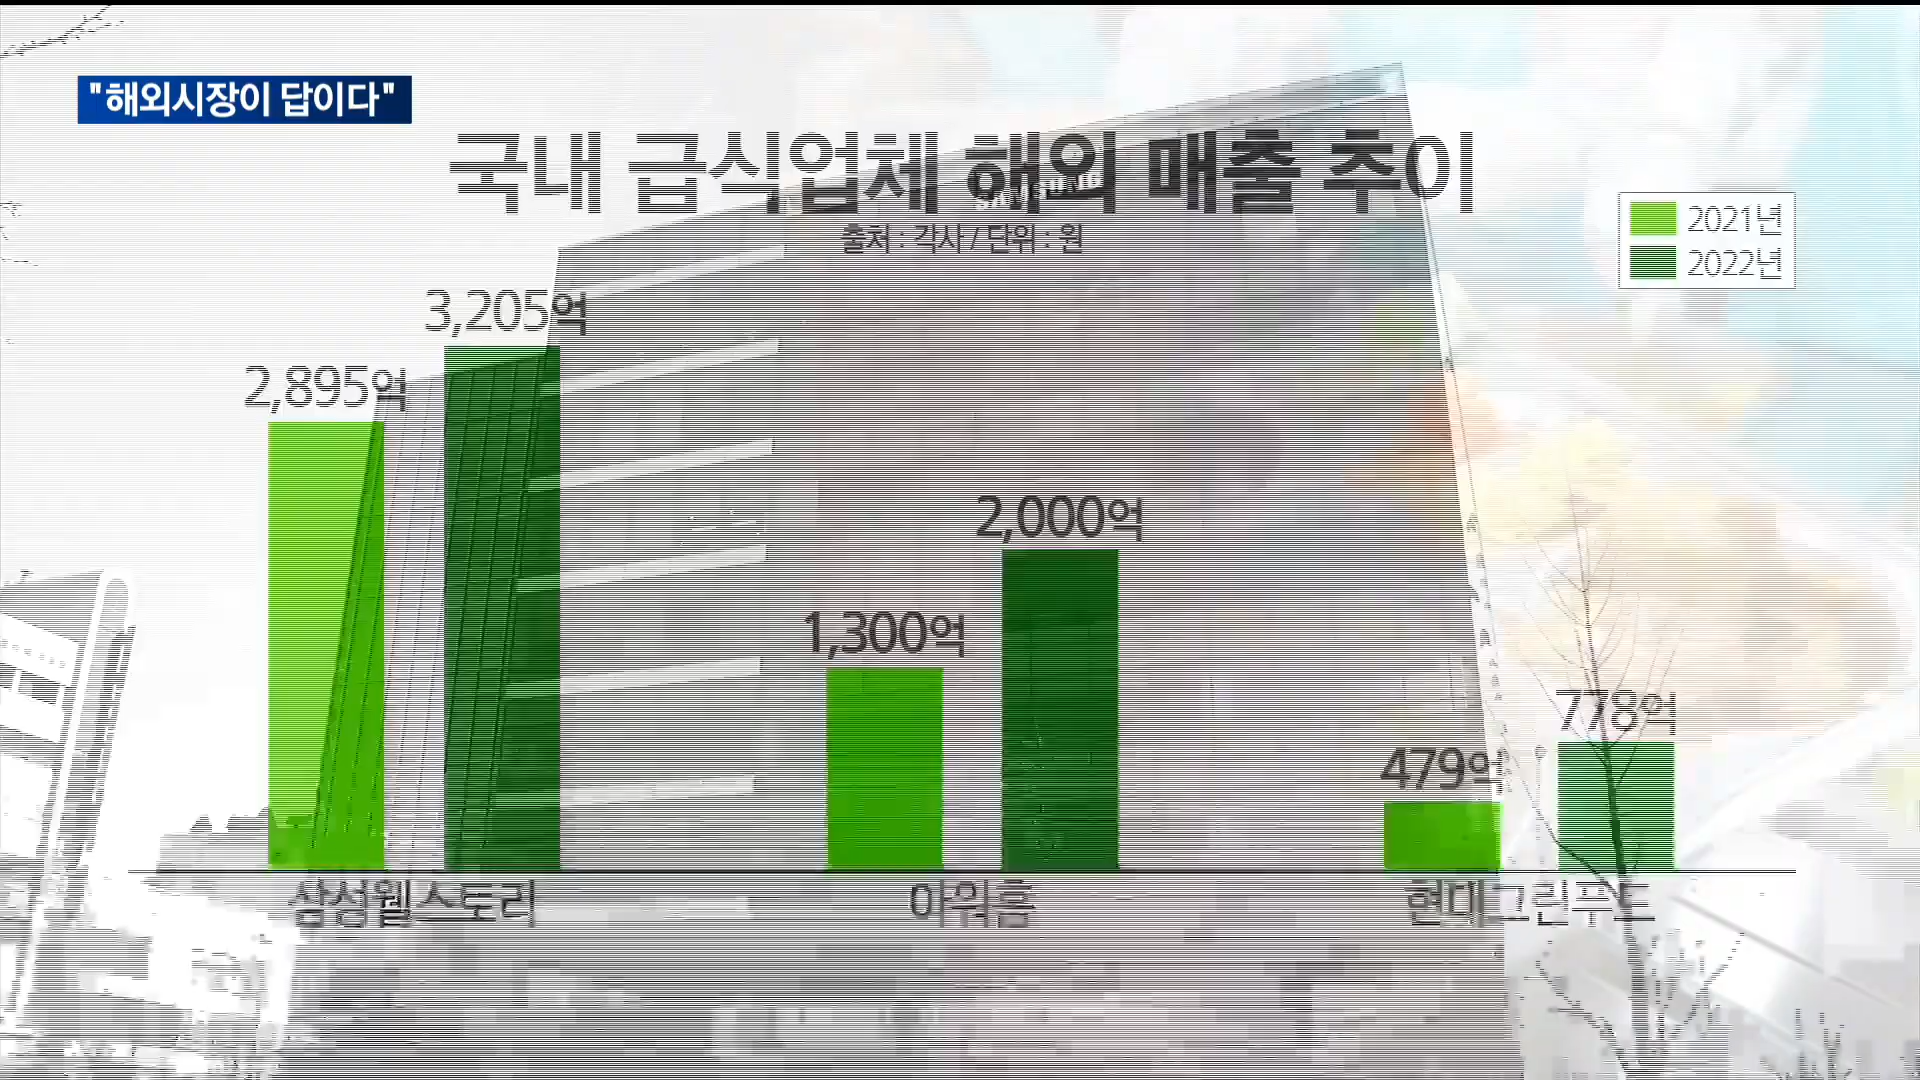 "해외시장이 답이다"
국내 급식업체 해외 매출 추이
SAMSUNG
출처 : 각사 / 단위 : 원
2021년
2022년
2,895억
3,205억
1,300억
2,000억
479억
778억
삼성웰스토리
아워홈
현대그린푸드